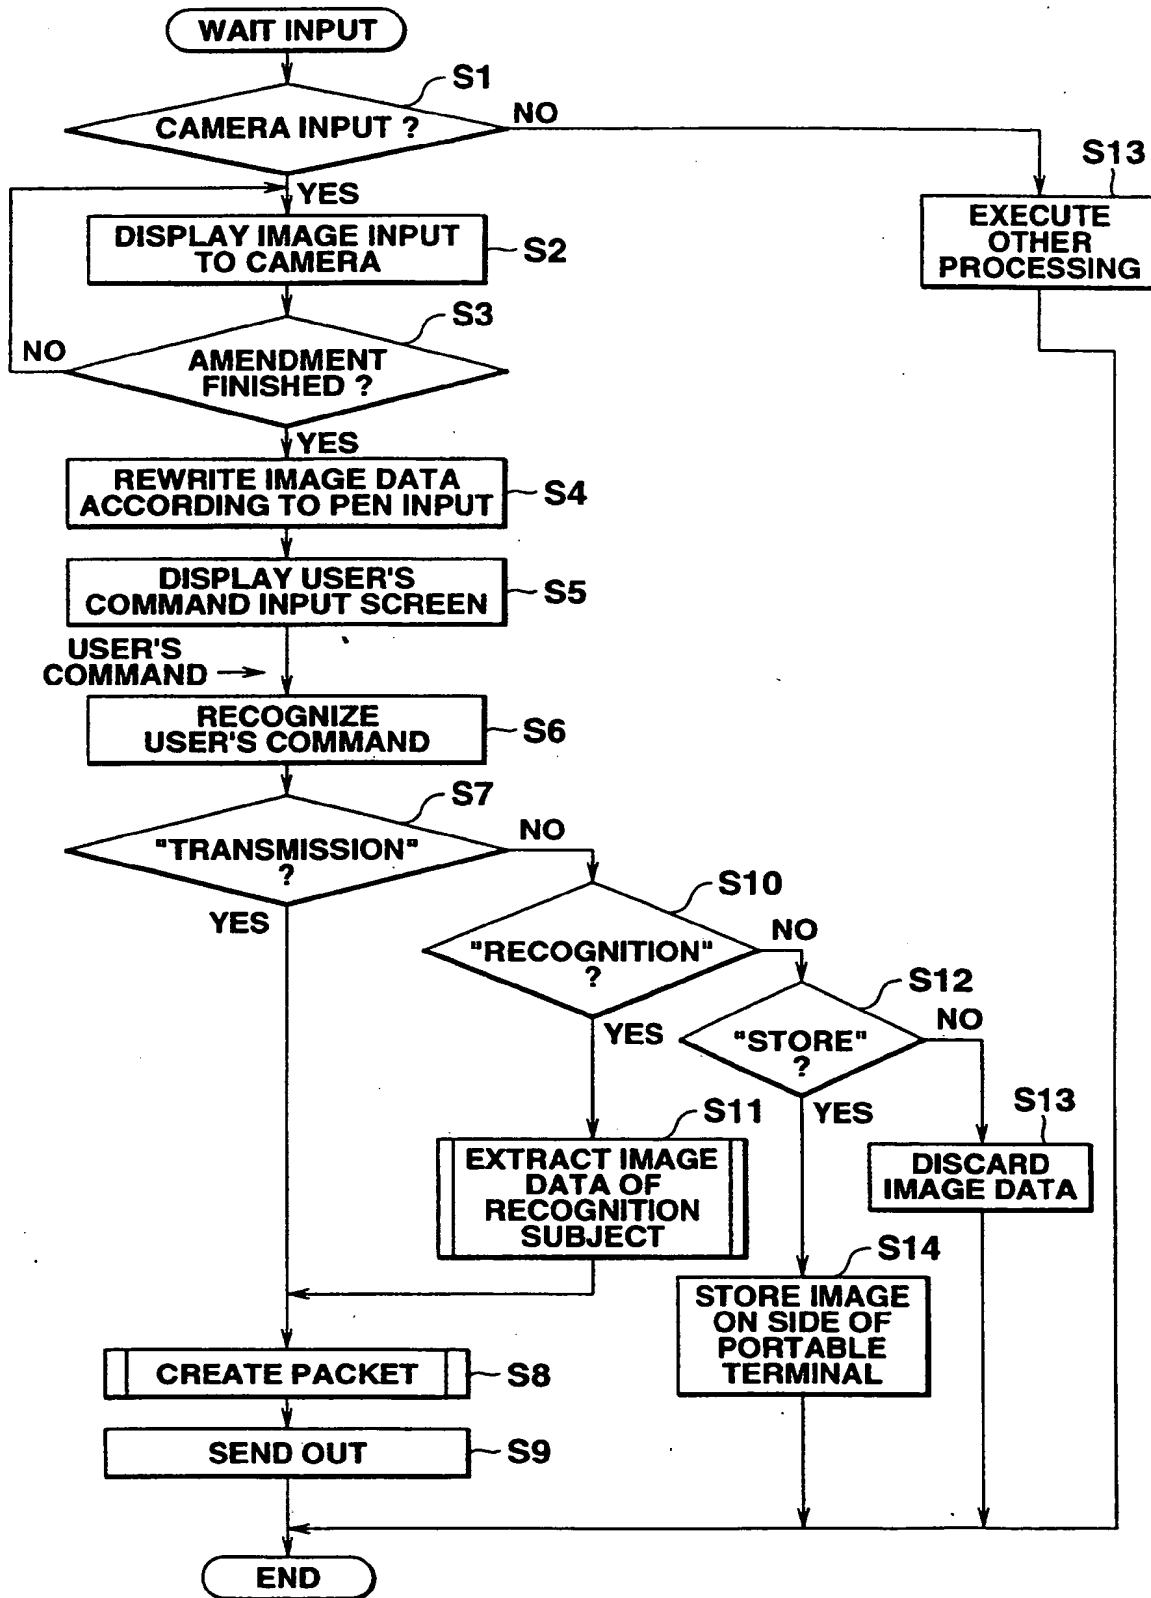 WAIT INPUT
S1
CAMERA INPUT ?
NO
S13
EXECUTE
OTHER
PROCESSING
YES
DISPLAY IMAGE INPUT
TO CAMERA
S2
S3
NO
AMENDMENT
FINISHED ?
YES
REWRITE IMAGE DATA
ACCORDING TO PEN INPUT
S4
DISPLAY USER'S
COMMAND INPUT SCREEN
S5
USER'S
COMMAND
RECOGNIZE
USER'S COMMAND
S6
S7
"TRANSMISSION"
?
NO
YES
S10
"RECOGNITION"
?
NO
YES
S12
"STORE"
?
NO
YES
S11
EXTRACT IMAGE
DATA OF
RECOGNITION
SUBJECT
S13
DISCARD
IMAGE DATA
S14
STORE IMAGE
ON SIDE OF
PORTABLE
TERMINAL
CREATE PACKET
S8
SEND OUT
S9
END